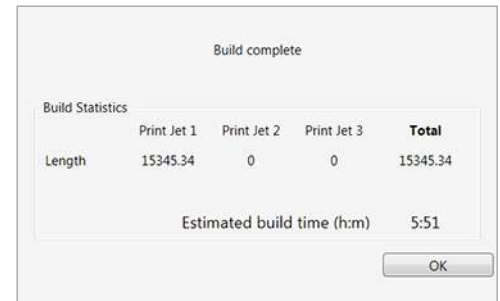 Build complete
Build Statistics
Print Jet 1 Print Jet 2 Print Jet 3 Total
Length 15345.34 0 0 15345.34
Estimated build time (h:m) 5:51
OK